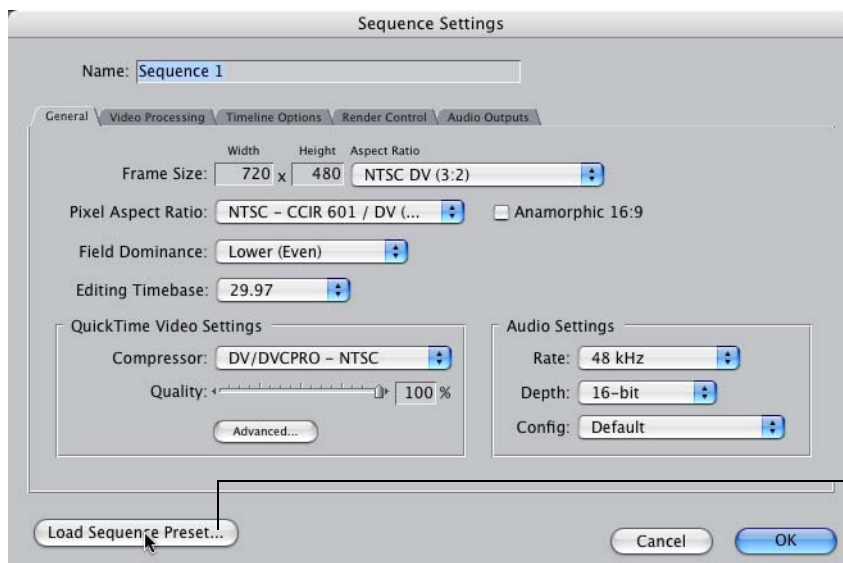 Sequence Settings
Name: Sequence 1
General Video Processing Timeline Options Render Control Audio Outputs
Width Height Aspect Ratio
Frame Size: 720 x 480 NTSC DV (3:2)
Pixel Aspect Ratio: NTSC – CCIR 601 / DV (... Anamorphic 16:9
Field Dominance: Lower (Even)
Editing Timebase: 29.97
QuickTime Video Settings
Compressor: DV/DVCPRO – NTSC
Quality: 100 %
Advanced...
Audio Settings
Rate: 48 kHz
Depth: 16-bit
Config: Default
Load Sequence Preset...
Cancel OK